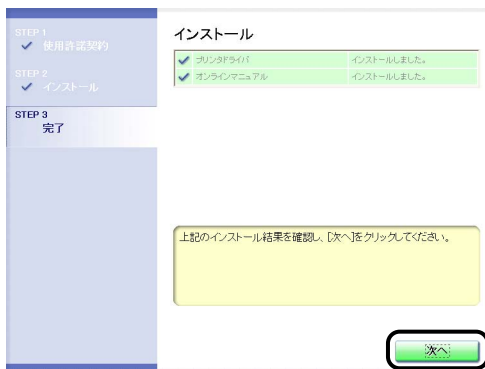 STEP 1
使用許諾契約
STEP 2
インストール
STEP 3
完了
インストール
プリンタドライバ インストールしました。
オンラインマニュアル インストールしました。
上記のインストール結果を確認し、[次へ]をクリックしてください。
次へ